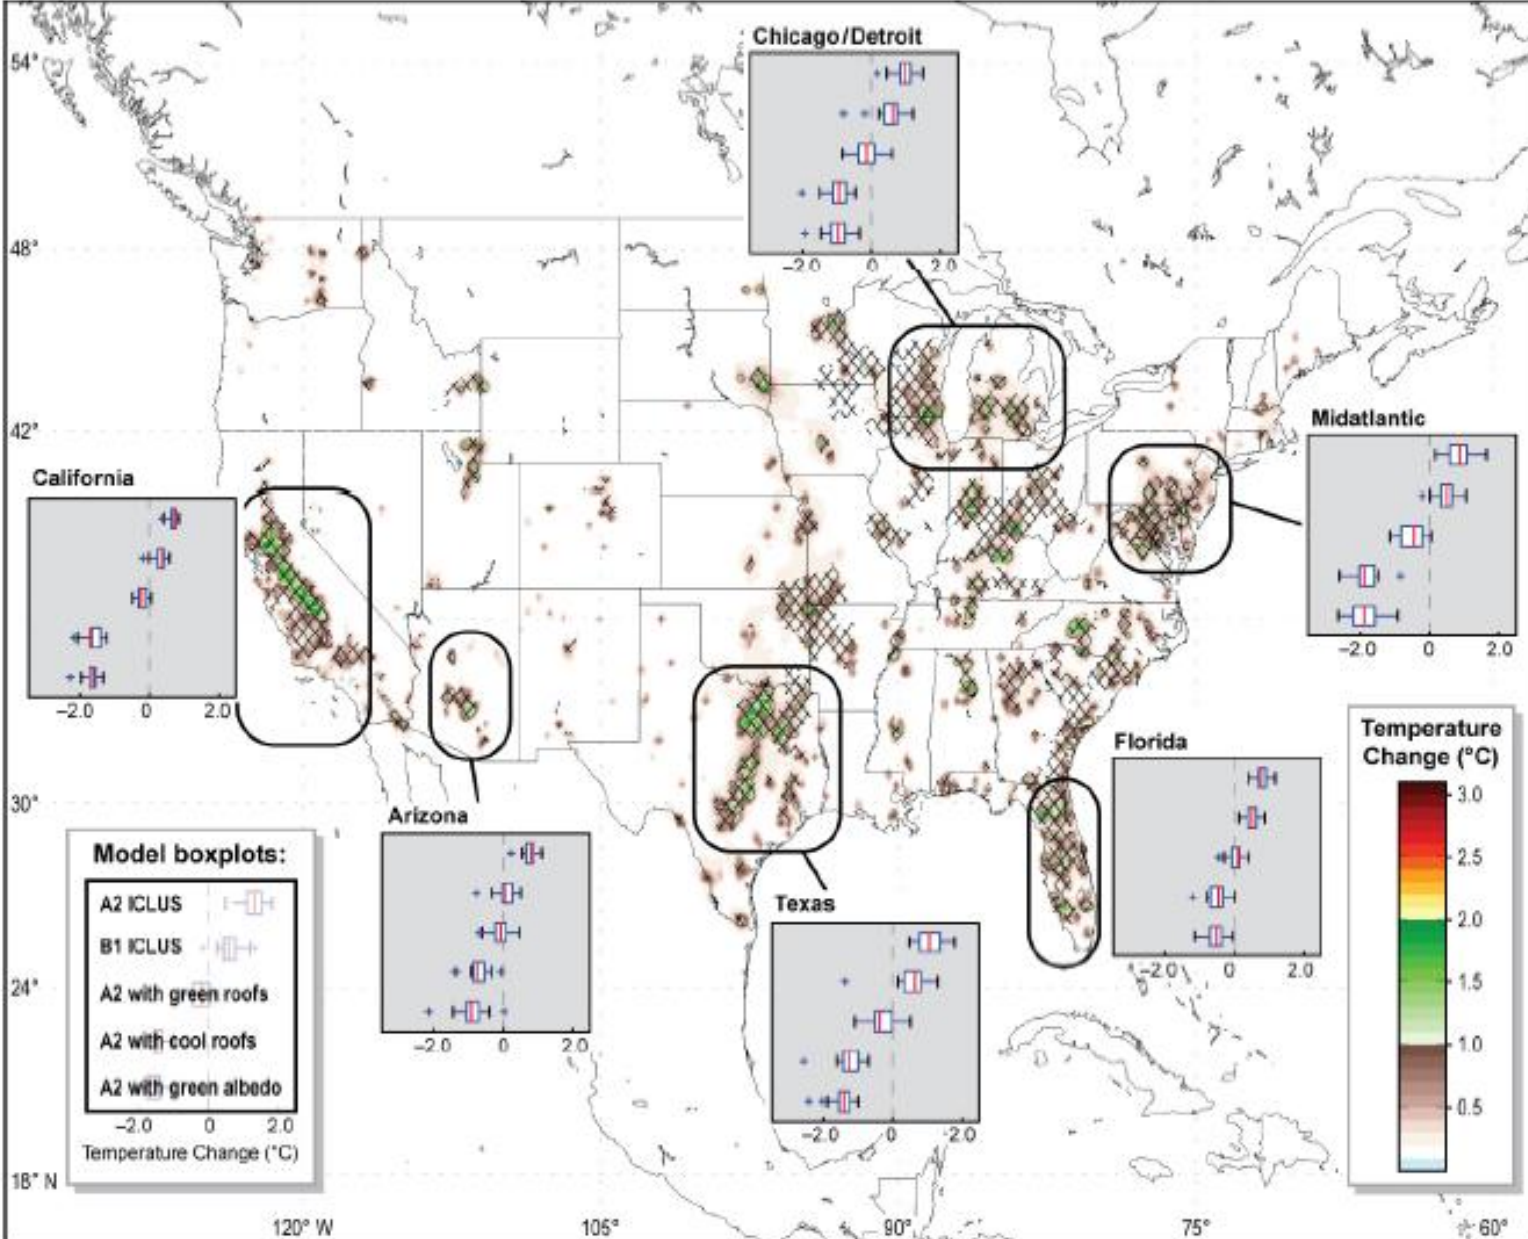 Chicago/Detroit
-2.0 0 2.0
54°
48°
42°
30°
24°
18° N
120° W
105°
90°
75°
60°
California
-2.0 0 2.0
Midatlantic
-2.0 0 2.0
Arizona
-2.0 0 2.0
Texas
-2.0 0 2.0
Florida
-2.0 0 2.0
Model boxplots:
A2 ICLUS
B1 ICLUS
A2 with green roofs
A2 with cool roofs
A2 with green albedo
-2.0 0 2.0
Temperature Change (°C)
Temperature
Change (°C)
3.0
2.5
2.0
1.5
1.0
0.5